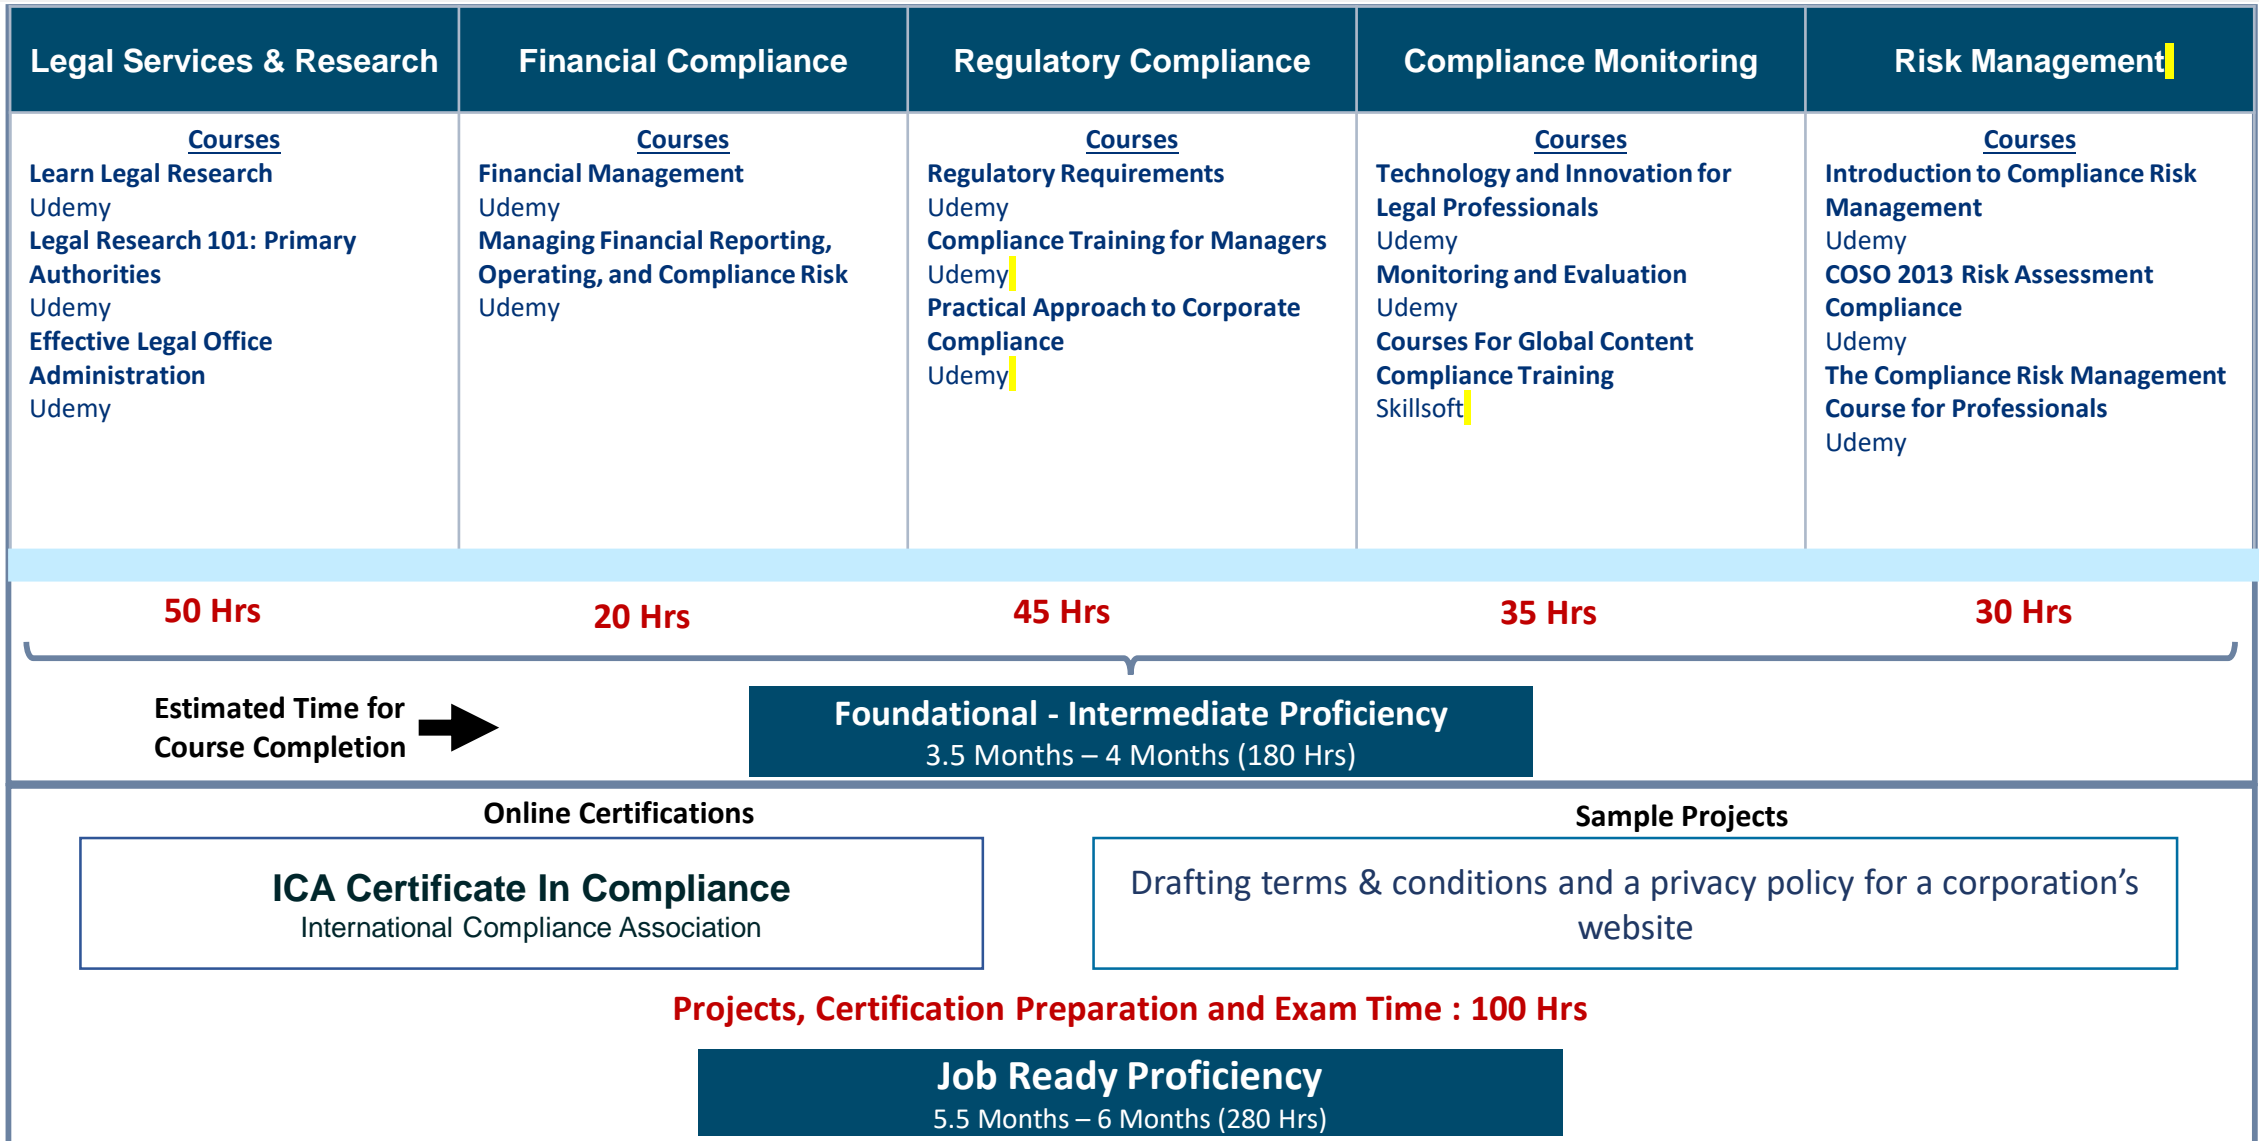 Legal Services & Research
Financial Compliance
Regulatory Compliance
Compliance Monitoring
Risk Management
Courses
Learn Legal Research
Udemy
Legal Research 101: Primary
Authorities
Udemy
Effective Legal Office
Administration
Udemy
Courses
Financial Management
Udemy
Managing Financial Reporting,
Operating, and Compliance Risk
Udemy
Courses
Regulatory Requirements
Udemy
Compliance Training for Managers
Udemy
Practical Approach to Corporate
Compliance
Udemy
Courses
Technology and Innovation for
Legal Professionals
Udemy
Monitoring and Evaluation
Udemy
Courses For Global Content
Compliance Training
Skillsoft
Courses
Introduction to Compliance Risk
Management
Udemy
COSO 2013 Risk Assessment
Compliance
Udemy
The Compliance Risk Management
Course for Professionals
Udemy
50 Hrs
20 Hrs
45 Hrs
35 Hrs
30 Hrs
Estimated Time for
Course Completion
Foundational - Intermediate Proficiency
3.5 Months – 4 Months (180 Hrs)
Online Certifications
ICA Certificate In Compliance
International Compliance Association
Sample Projects
Drafting terms & conditions and a privacy policy for a corporation’s
website
Projects, Certification Preparation and Exam Time : 100 Hrs
Job Ready Proficiency
5.5 Months – 6 Months (280 Hrs)